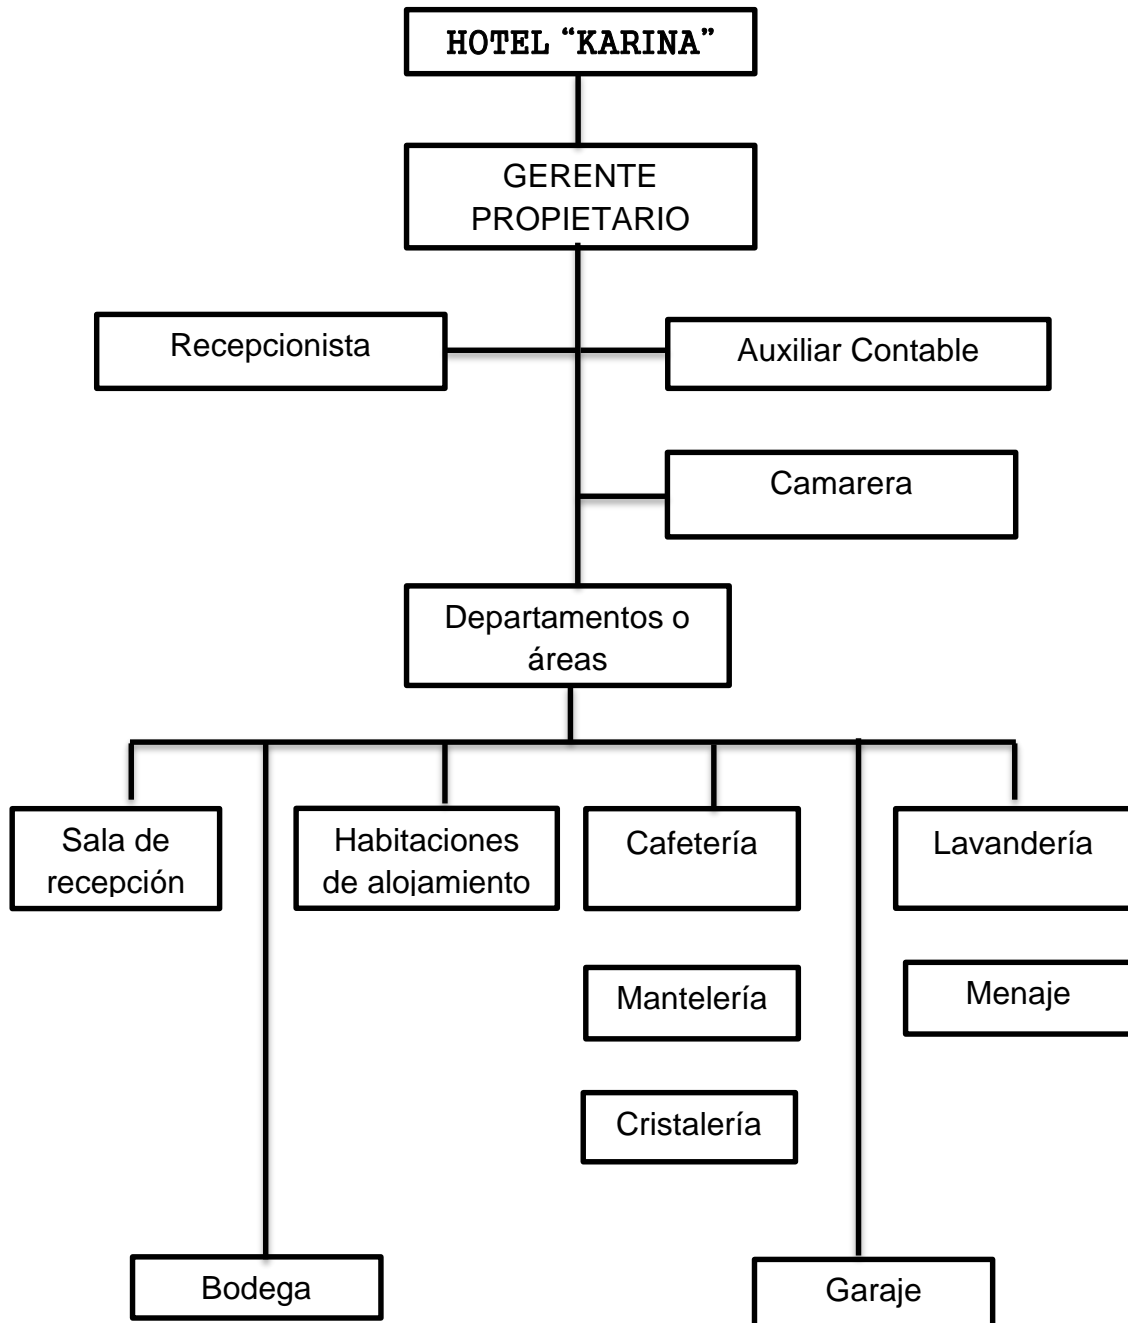 HOTEL “KARINA”
GERENTE
PROPIETARIO
Recepcionista
Auxiliar Contable
Camarera
Departamentos o
áreas
Sala de
recepción
Habitaciones
de alojamiento
Cafetería
Lavandería
Mantelería
Menaje
Cristalería
Bodega
Garaje